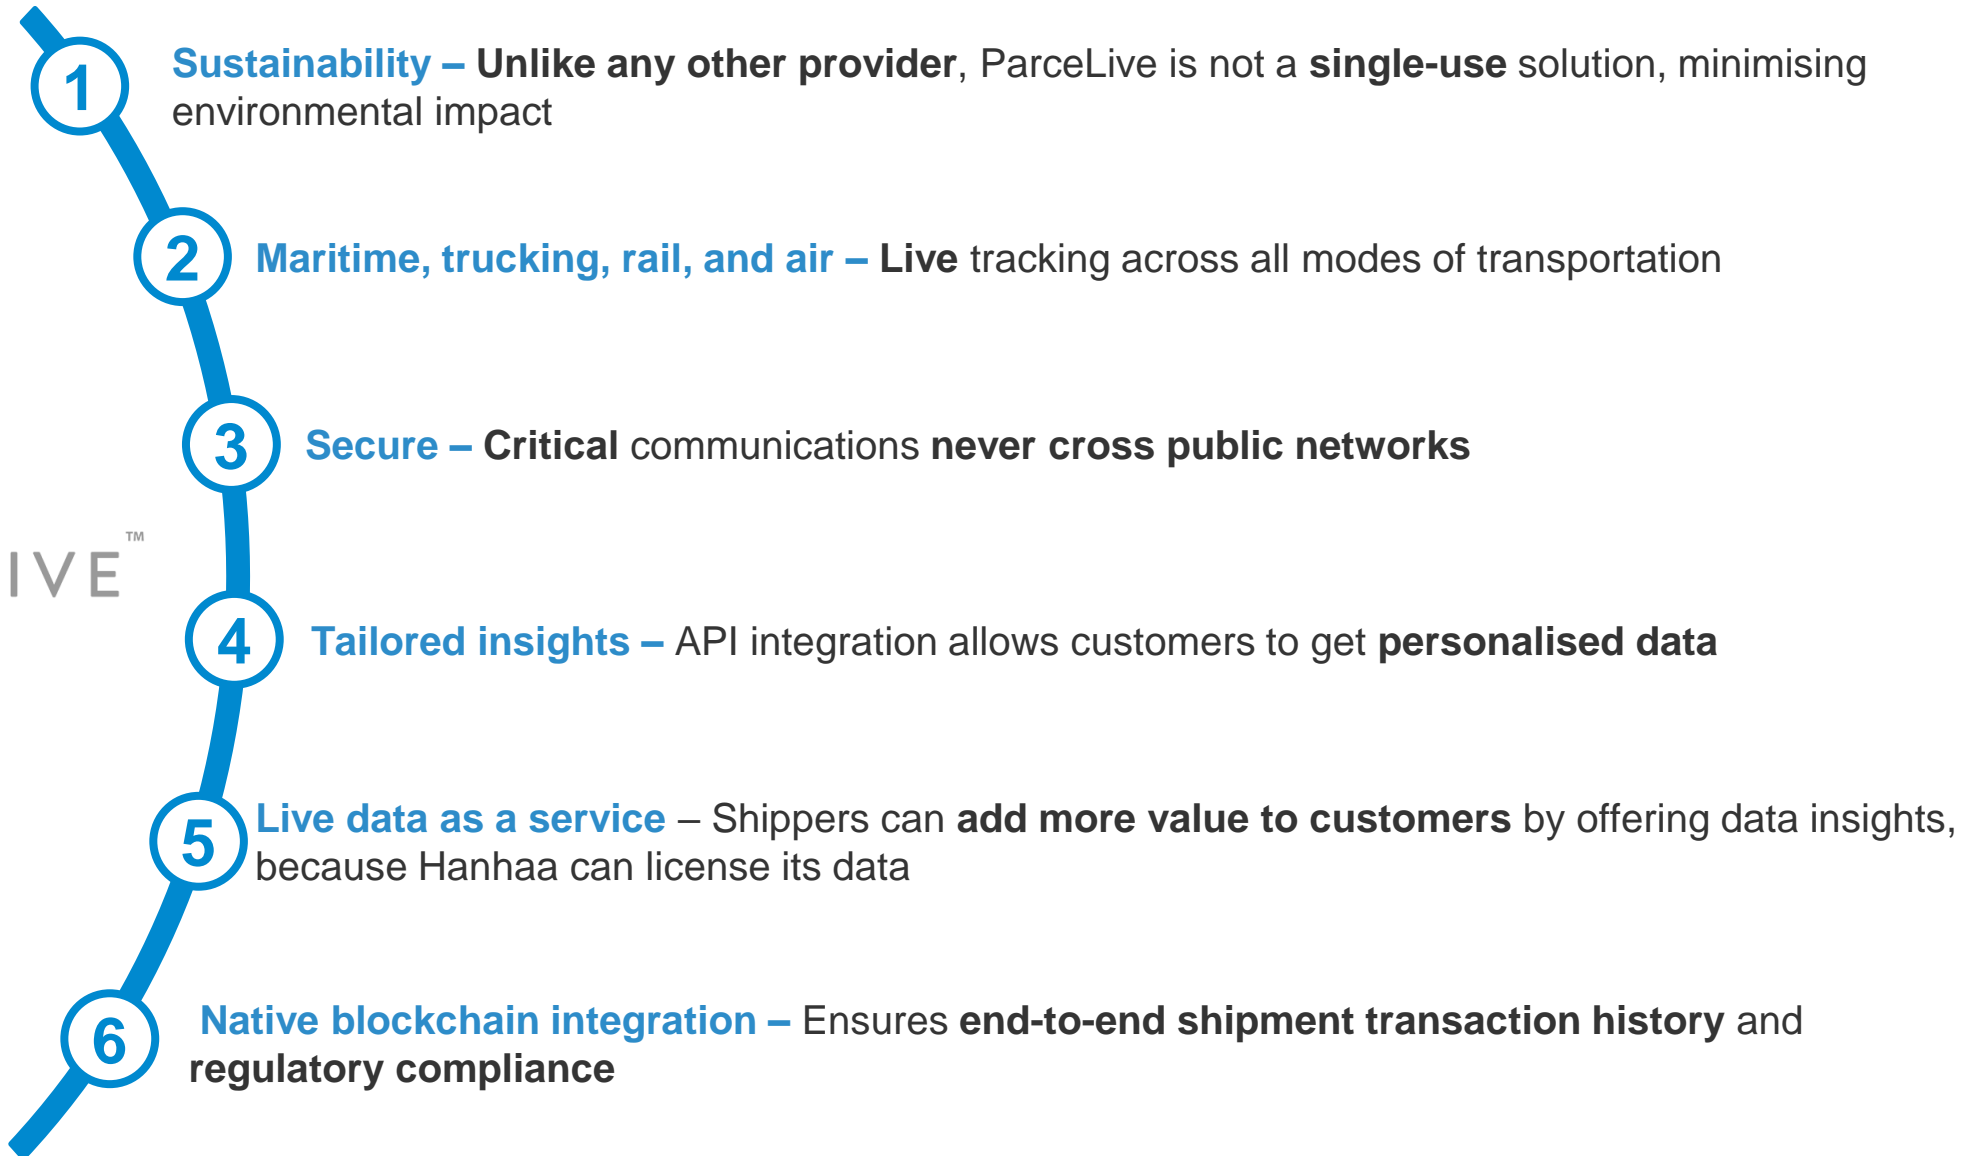 1
Sustainability – Unlike any other provider, ParceLive is not a single-use solution, minimising
environmental impact
2
Maritime, trucking, rail, and air – Live tracking across all modes of transportation
3
Secure – Critical communications never cross public networks
IVE™
4
Tailored insights – API integration allows customers to get personalised data
5
Live data as a service – Shippers can add more value to customers by offering data insights,
because Hanhaa can license its data
6
Native blockchain integration – Ensures end-to-end shipment transaction history and
regulatory compliance